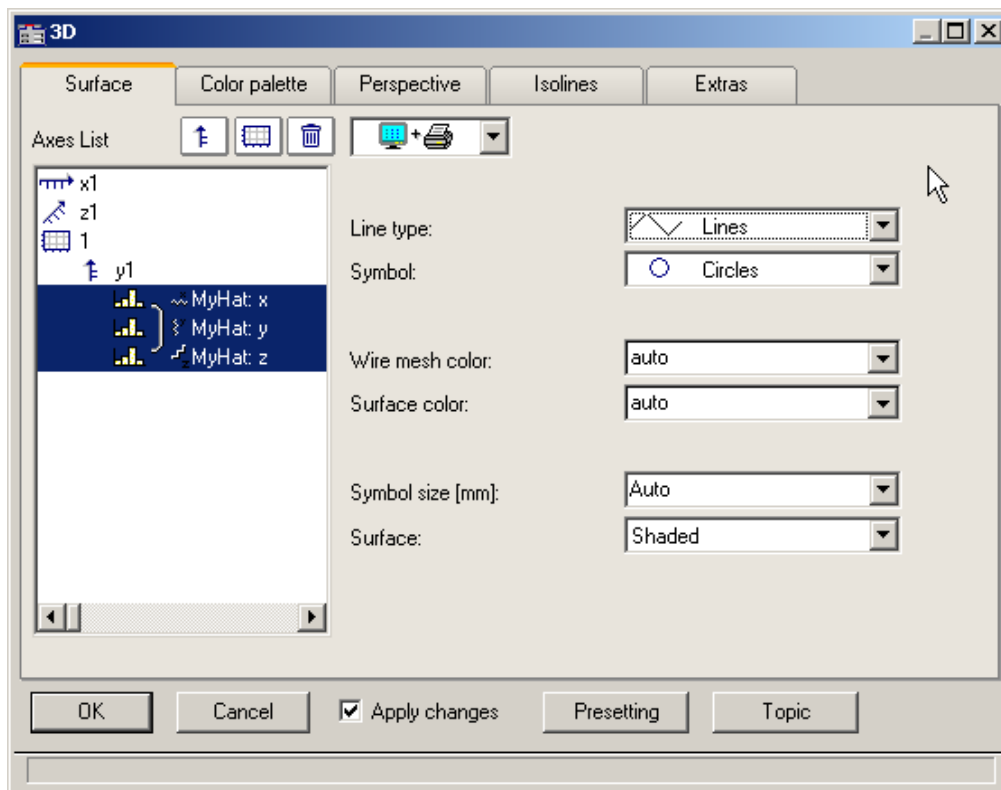 3D
Surface Color palette Perspective Isolines Extras
Axes List
x1
z1
1
y1
MyHat: x
MyHat: y
MyHat: z
Line type: Lines
Symbol: Circles
Wire mesh color: auto
Surface color: auto
Symbol size [mm]: Auto
Surface: Shaded
OK Cancel Apply changes Presetting Topic